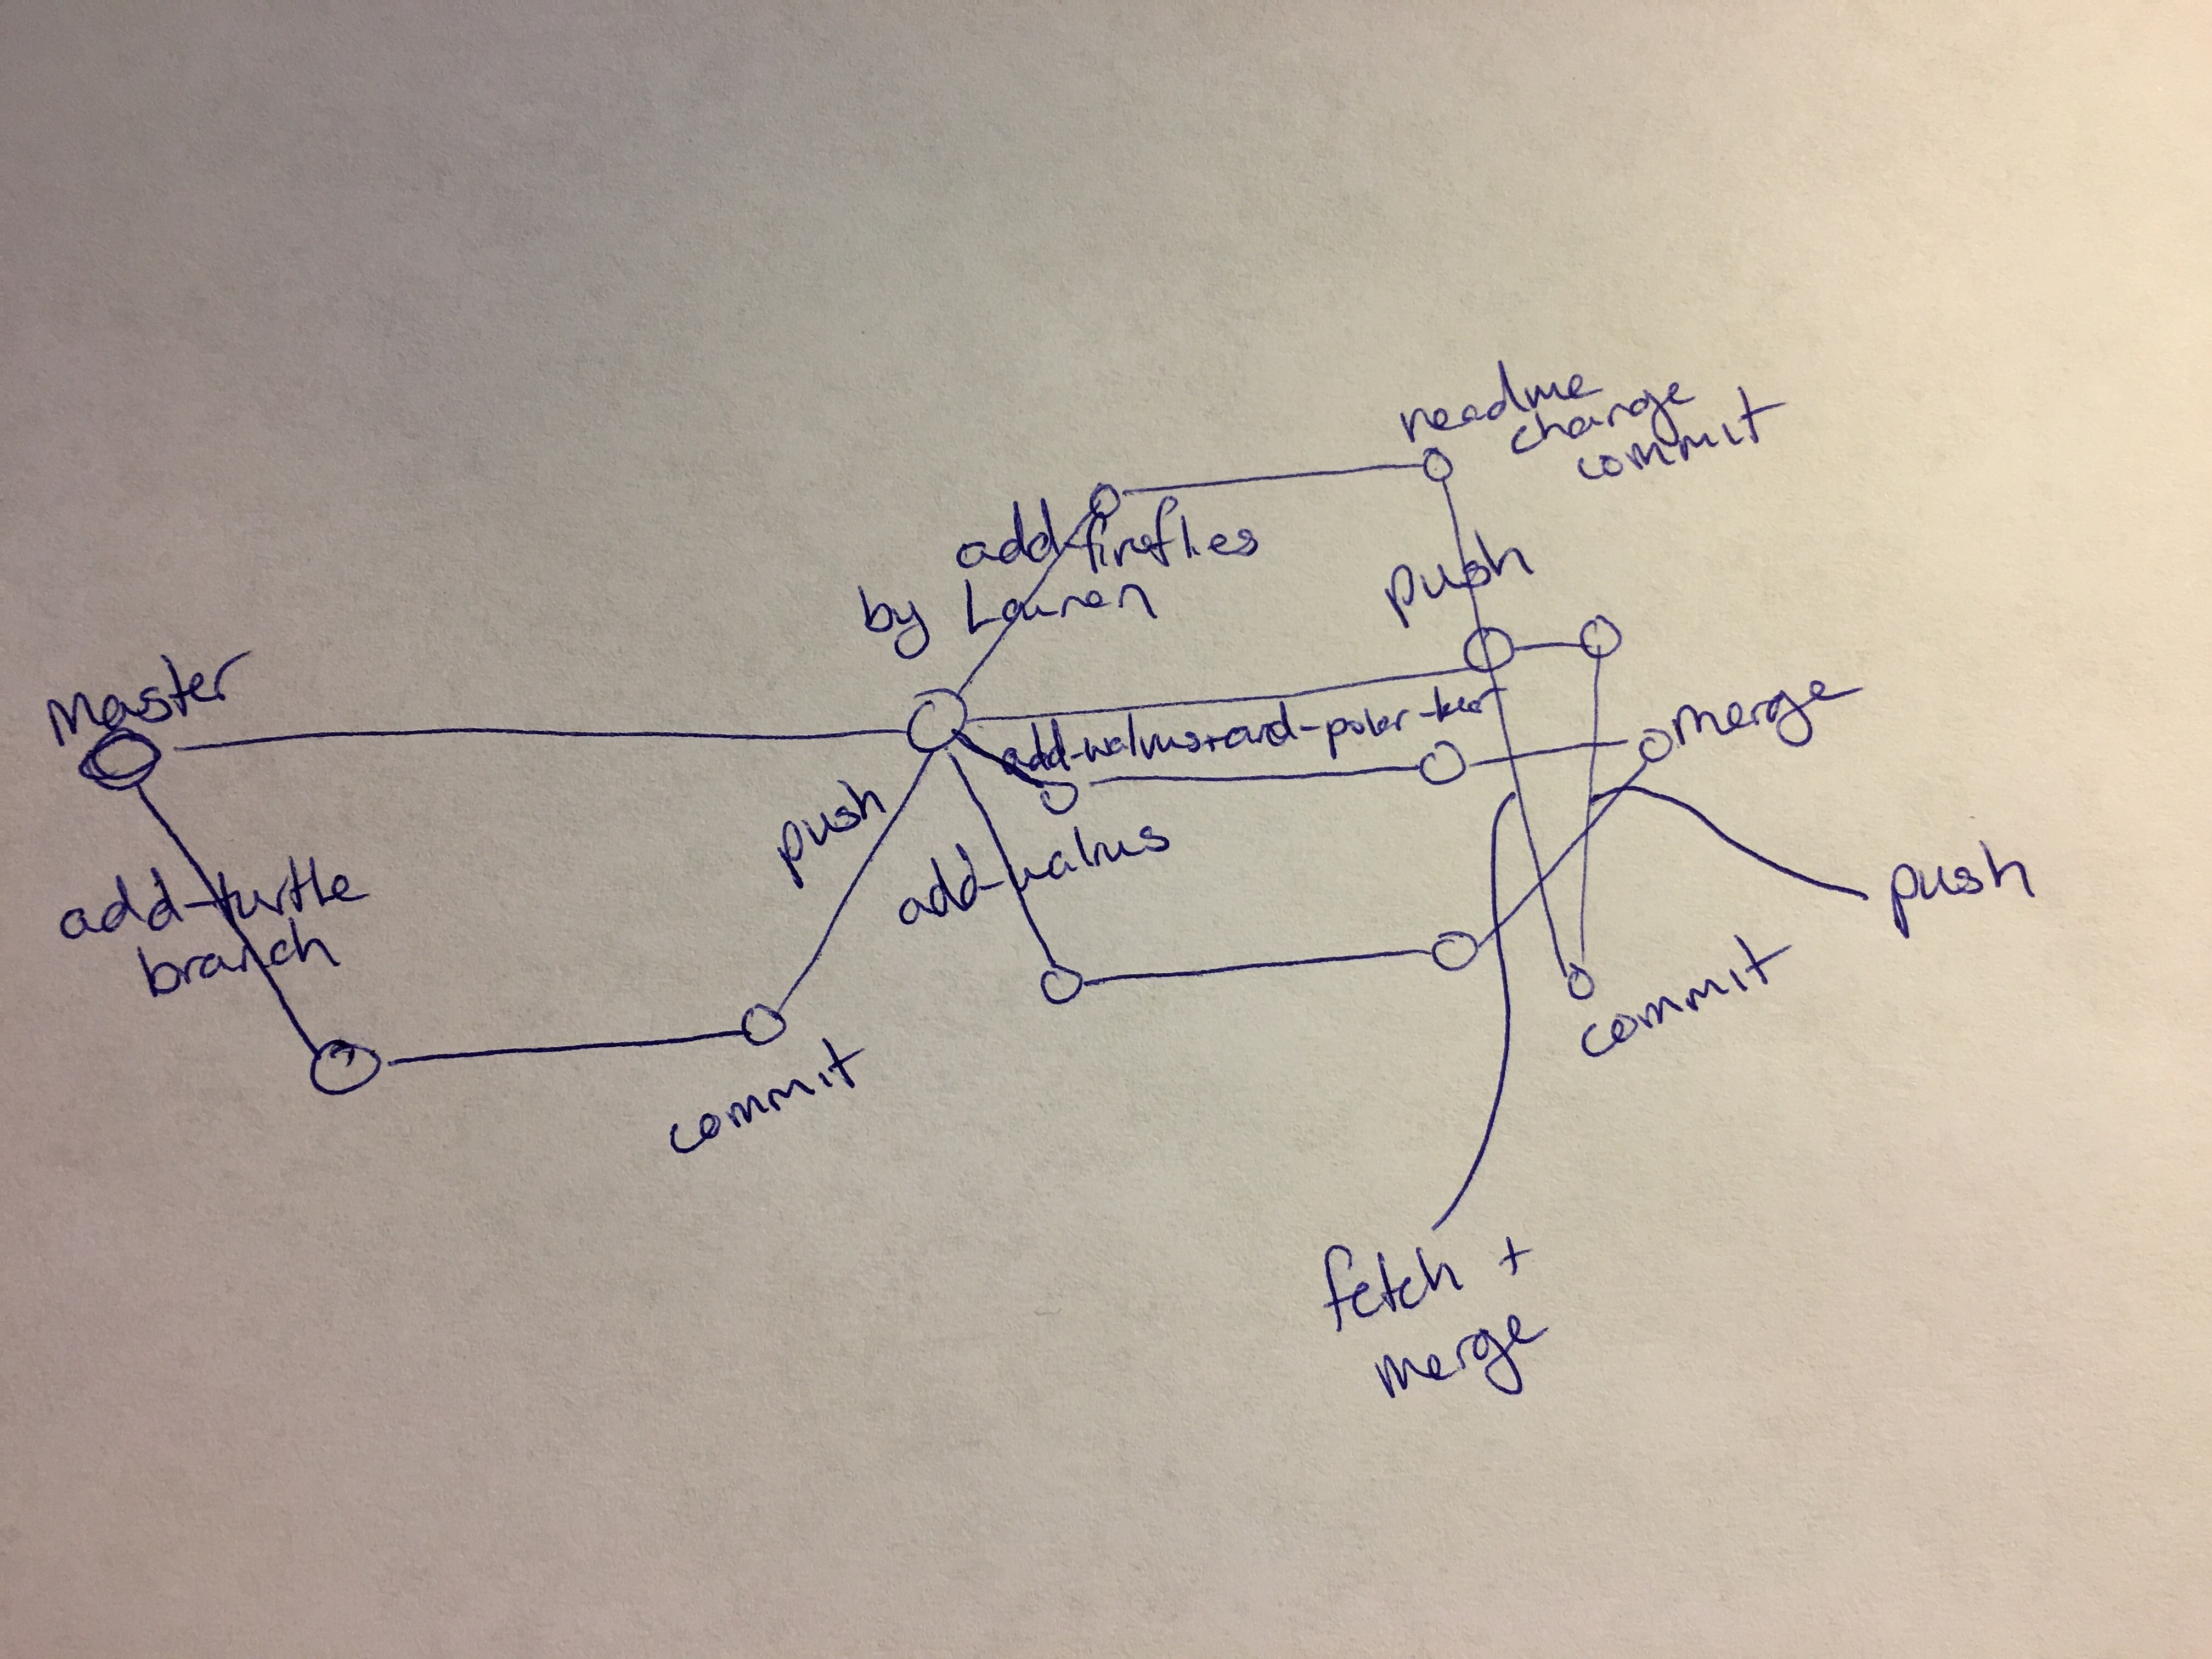 readme
change
commit
add-fireflies
by Lauren
push
Master
add-walrus-and-polar-bear
merge
push
add-walrus
push
add-turtle
branch
commit
commit
fetch +
merge